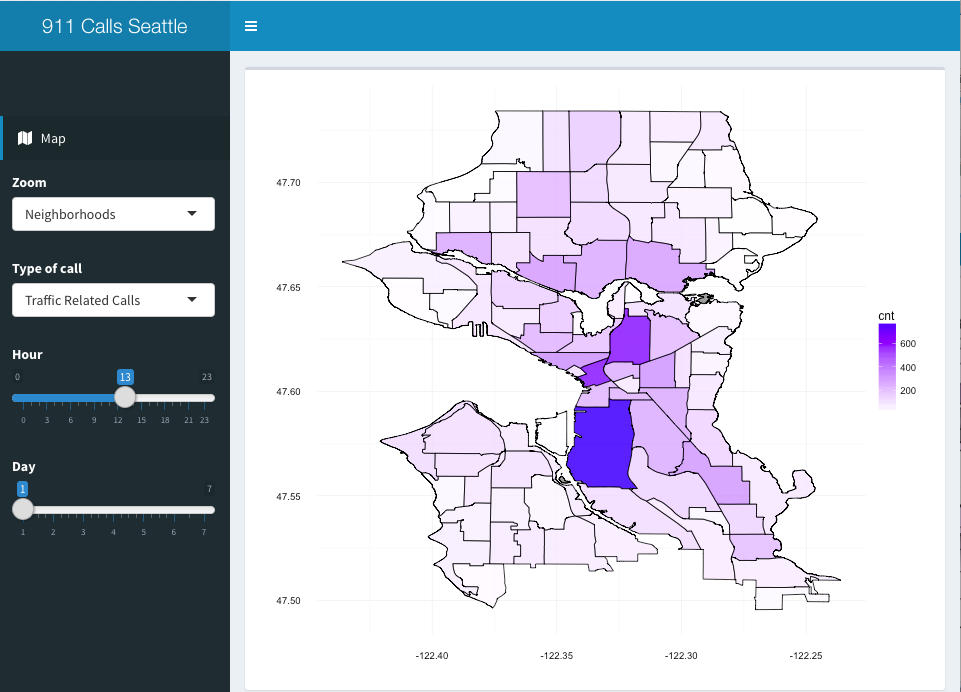 911 Calls Seattle
Map
Zoom
Neighborhoods
Type of call
Traffic Related Calls
Hour
0 13 23
0 3 6 9 12 15 18 21 23
Day
1 7
1 2 3 4 5 6 7
47.70
47.65
47.60
47.55
47.50
-122.40 -122.35 -122.30 -122.25
cnt
600
400
200